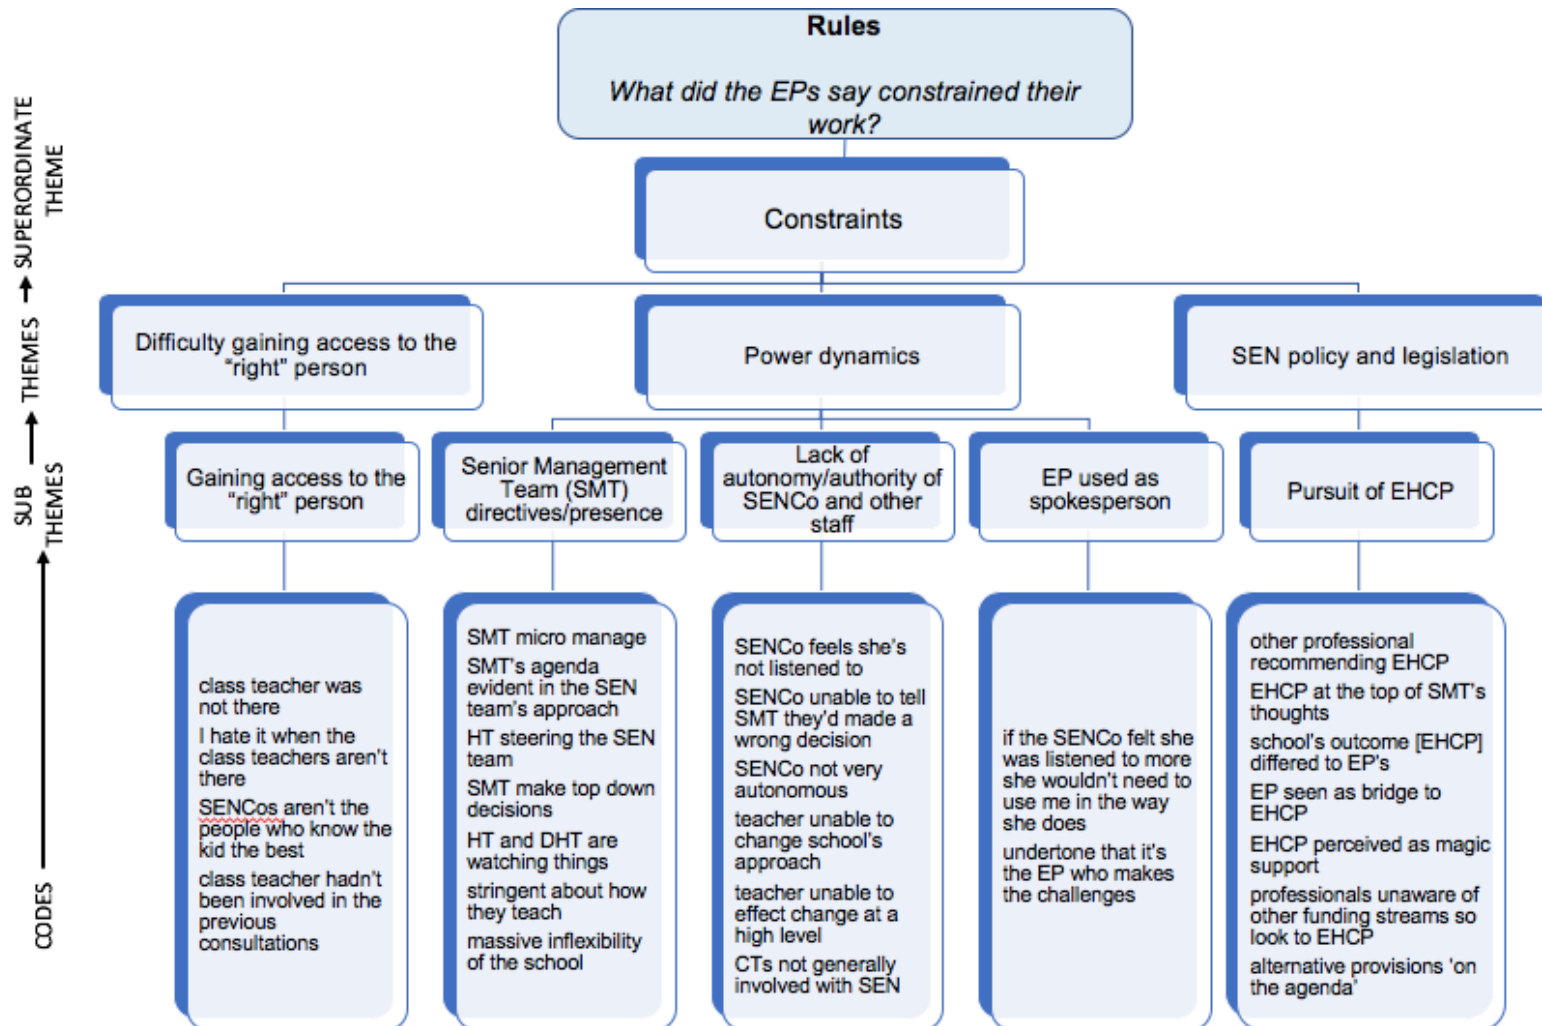 Rules
What did the EPs say constrained their
work?
Constraints
Difficulty gaining access to the
“right” person
Power dynamics
SEN policy and legislation
Gaining access to the
“right” person
Senior Management
Team (SMT)
directives/presence
Lack of
autonomy/authority of
SENCo and other
staff
EP used as
spokesperson
Pursuit of EHCP
class teacher was
not there
I hate it when the
class teachers aren’t
there
SENCos aren’t the
people who know the
kid the best
class teacher hadn’t
been involved in the
previous
consultations
SMT micro manage
SMT’s agenda
evident in the SEN
team’s approach
HT steering the SEN
team
SMT make top down
decisions
HT and DHT are
watching things
stringent about how
they teach
massive inflexibility
of the school
SENCo feels she’s
not listened to
SENCo unable to tell
SMT they’d made a
wrong decision
SENCo not very
autonomous
teacher unable to
change school’s
approach
teacher unable to
effect change at a
high level
CTs not generally
involved with SEN
if the SENCo felt she
was listened to more
she wouldn’t need to
use me in the way
she does
undertone that it’s
the EP who makes
the challenges
other professional
recommending EHCP
EHCP at the top of SMT’s
thoughts
school’s outcome [EHCP]
differed to EP’s
EP seen as bridge to
EHCP
EHCP perceived as magic
support
professionals unaware of
other funding streams so
look to EHCP
alternative provisions ‘on
the agenda’
CODES
SUB
THEMES
THEMES
SUPERORDINATE
THEME